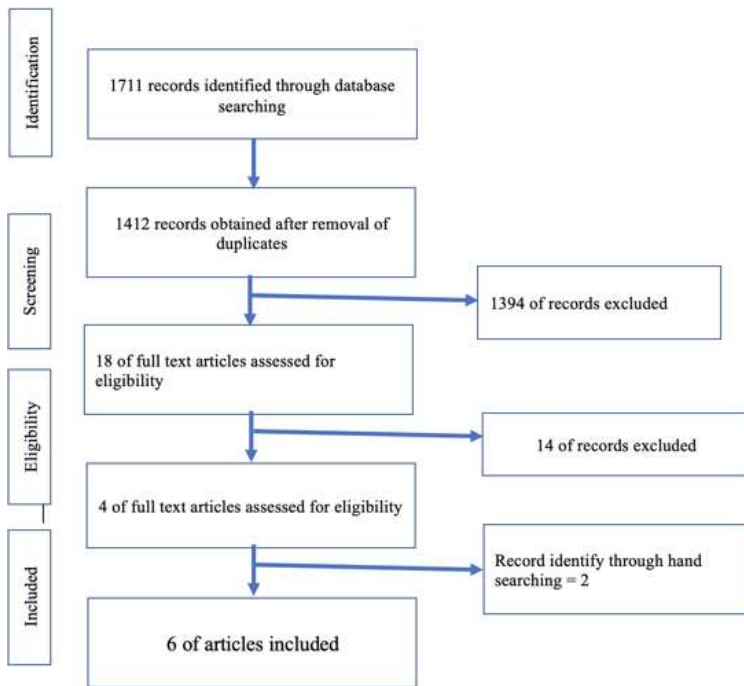 Identification
1711 records identified through database
searching
1412 records obtained after removal of
duplicates
Screening
1394 of records excluded
18 of full text articles assessed for
eligibility
Eligibility
14 of records excluded
4 of full text articles assessed for eligibility
Included
Record identify through hand
searching = 2
6 of articles included